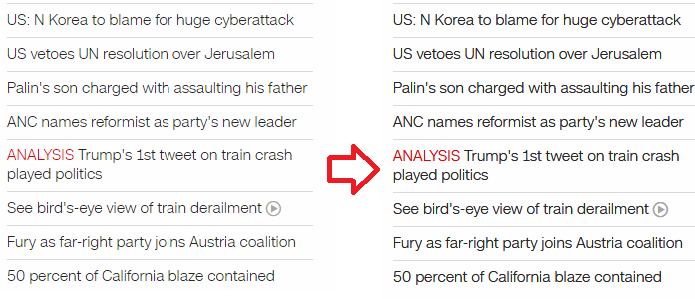 US: N Korea to blame for huge cyberattack
US vetoes UN resolution over Jerusalem
Palin's son charged with assaulting his father
ANC names reformist as party's new leader
ANALYSIS Trump's 1st tweet on train crash
played politics
See bird's-eye view of train derailment
Fury as far-right party joins Austria coalition
50 percent of California blaze contained
US: N Korea to blame for huge cyberattack
US vetoes UN resolution over Jerusalem
Palin's son charged with assaulting his father
ANC names reformist as party's new leader
ANALYSIS Trump's 1st tweet on train crash
played politics
See bird's-eye view of train derailment
Fury as far-right party joins Austria coalition
50 percent of California blaze contained